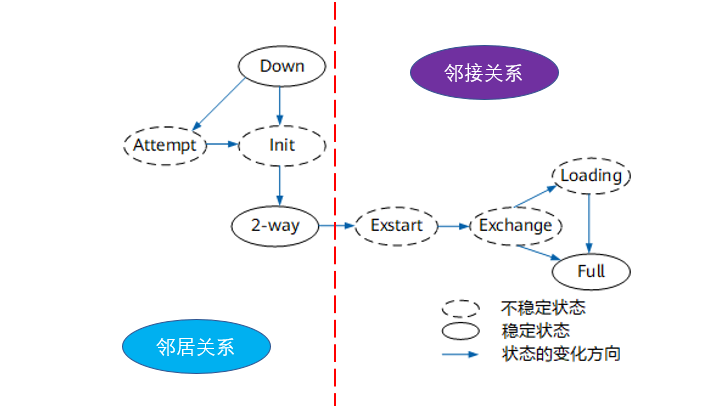 Down
邻接关系
Attempt
Init
Loading
2-way
Exstart
Exchange
Full
不稳定状态
稳定状态
状态的变化方向
邻居关系